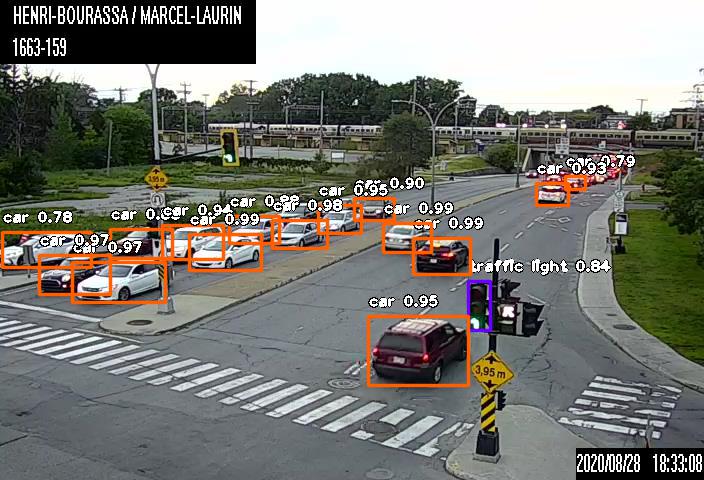 HENRI-BOURASSA / MARCEL-LAURIN
1663-159
car 0.79
car 0.93
car 0.90
car 0.95
car 0.98
car 0.99
car 0.99
car 0.99
car 0.78
car 0.97
car 0.97
traffic light 0.84
car 0.95
3,95 m
3,95 m
2020/08/28 18:33:08